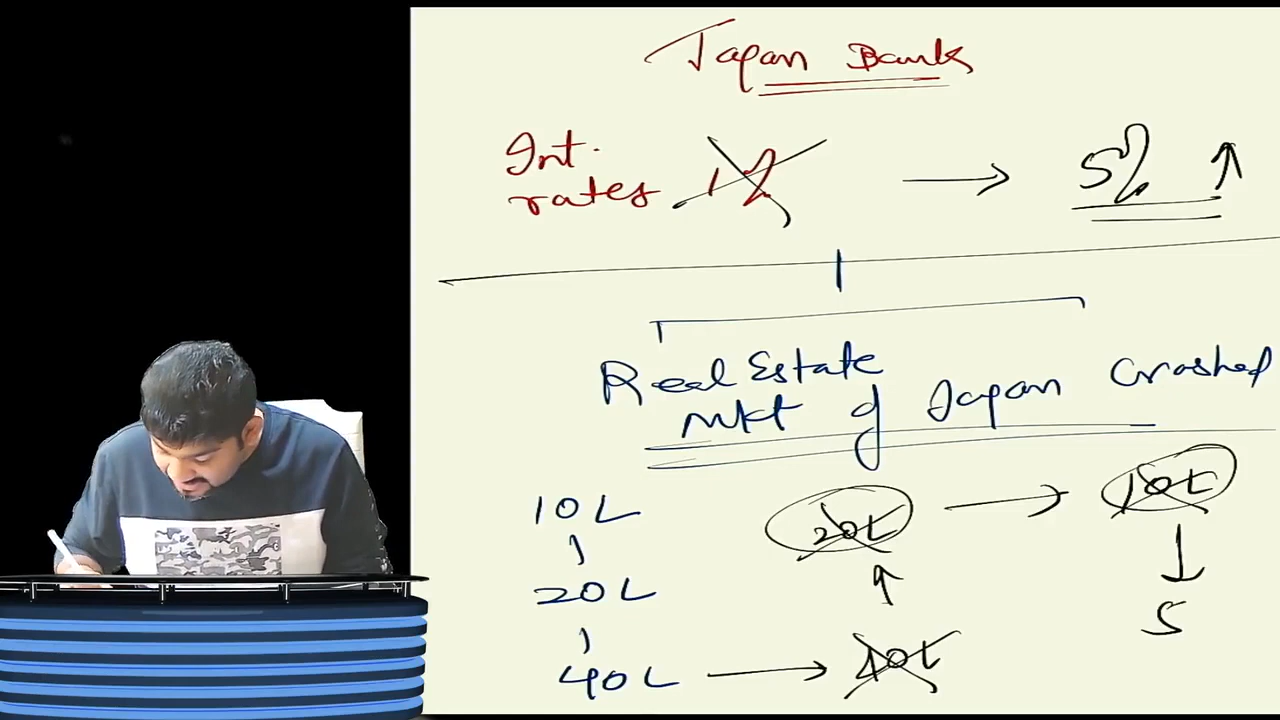 Japan Bank
Int. rates 1% → 5% ↑
Real Estate
mkt of Japan Crashed
10L 20L → 10L
20L 5
40L → 40L